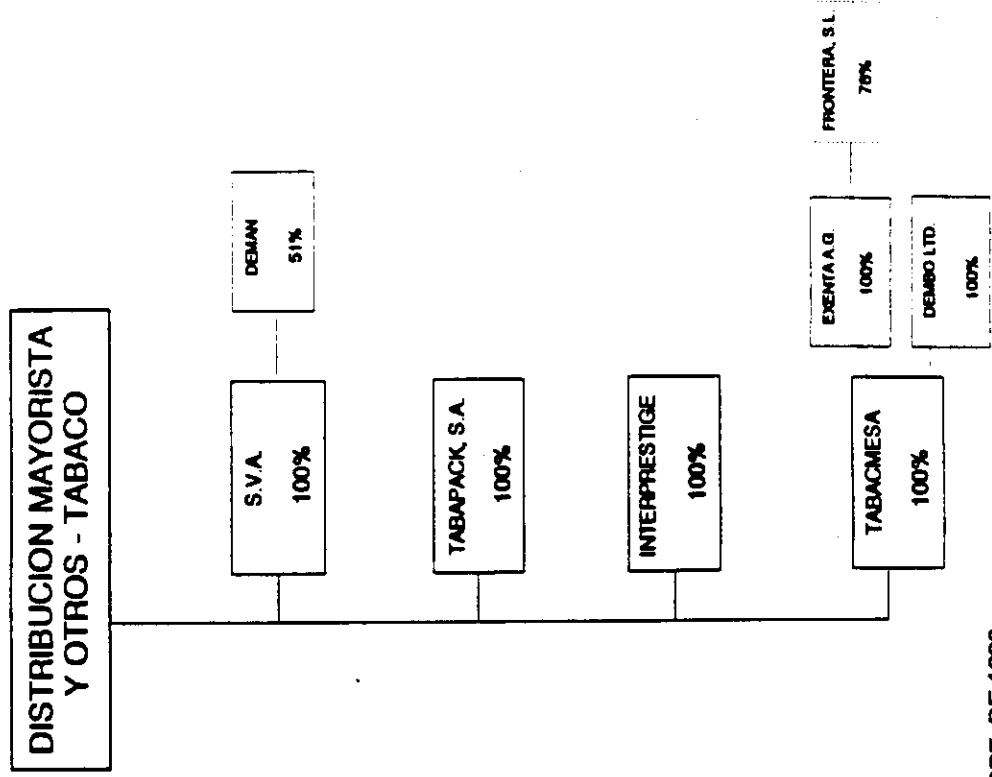 DISTRIBUCION MAYORISTA
Y OTROS - TABACO
S.V.A.
100%
DEMAN
51%
TABAPACK, S.A.
100%
INTERPRESTIGE
100%
TABACMESA
100%
EXENTA A.G.
100%
FRONTERA, S.L.
76%
DEMBO LTD.
100%